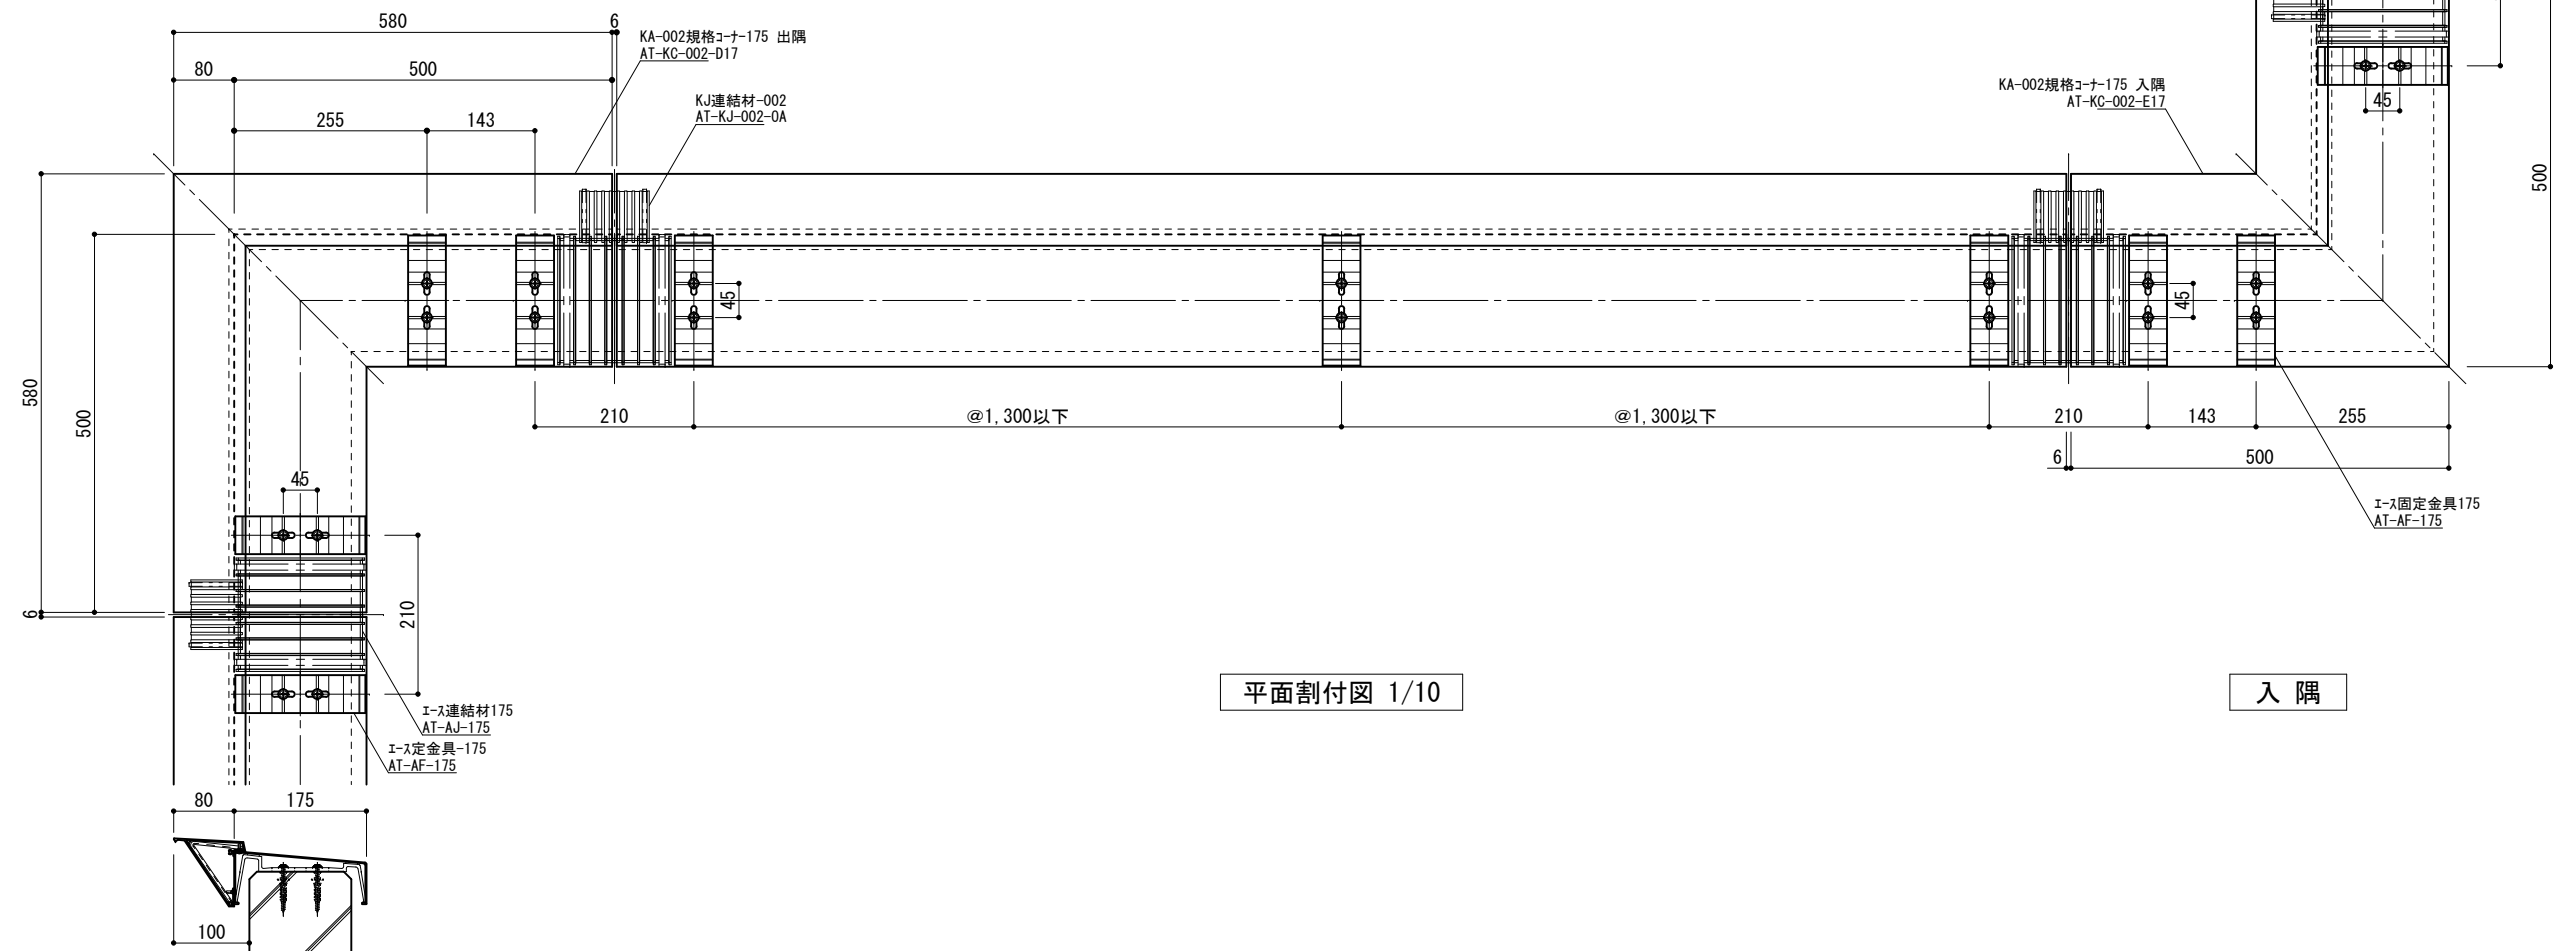 580
6
KA-002規格ｺｰﾅｰ175 出隅
AT-KC-002-D17
80
500
KJ連結材-002
AT-KJ-002-0A
255
143
KA-002規格ｺｰﾅｰ175 入隅
AT-KC-002-E17
45
500
45
45
580
500
210
@1,300以下
@1,300以下
210
143
255
6
500
45
ｴｰｽ固定金具175
AT-AF-175
6
210
平面割付図 1/10
入 隅
ｴｰｽ連結材175
AT-AJ-175
ｴｰｽ定金具-175
AT-AF-175
80
175
100